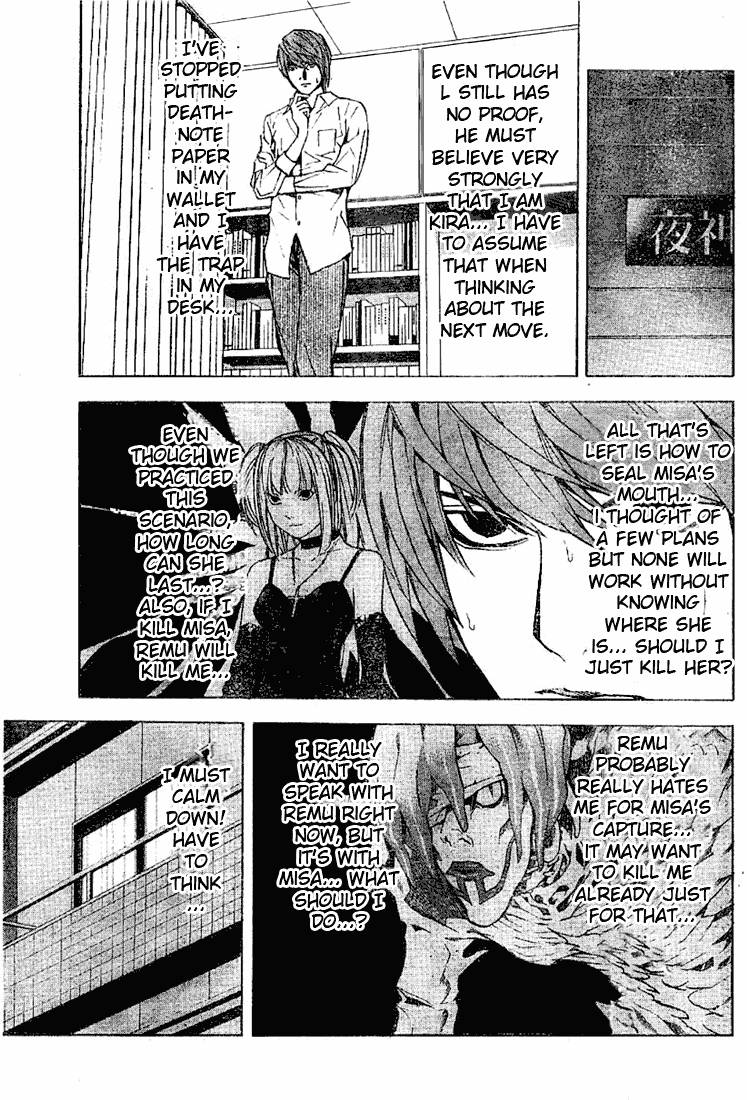 夜神
EVEN THOUGH
L STILL HAS
NO PROOF,
HE MUST
BELIEVE VERY
STRONGLY
THAT I AM
KIRA... I HAVE
TO ASSUME
THAT WHEN
THINKING
ABOUT THE
NEXT MOVE.
I'VE
STOPPED
PUTTING
DEATH-
NOTE
PAPER
IN MY
WALLET
AND I
HAVE
THE TRAP
IN MY
DESK...
ALL THAT'S
LEFT IS HOW TO
SEAL MISA'S
MOUTH...
I THOUGHT OF
A FEW PLANS
BUT NONE WILL
WORK WITHOUT
KNOWING
WHERE SHE
IS... SHOULD I
JUST KILL HER?
EVEN
THOUGH WE
PRACTICED
THIS
SCENARIO,
HOW LONG
CAN SHE
LAST...?
ALSO, IF I
KILL MISA,
REMU WILL
KILL ME...
REMU
PROBABLY
REALLY HATES
ME FOR MISA'S
CAPTURE...
IT MAY WANT
TO KILL ME
ALREADY JUST
FOR THAT...
I REALLY
WANT TO
SPEAK WITH
REMU RIGHT
NOW, BUT
IT'S WITH
MISA... WHAT
SHOULD I
DO...?
I MUST
CALM
DOWN!
HAVE
TO
THINK
...